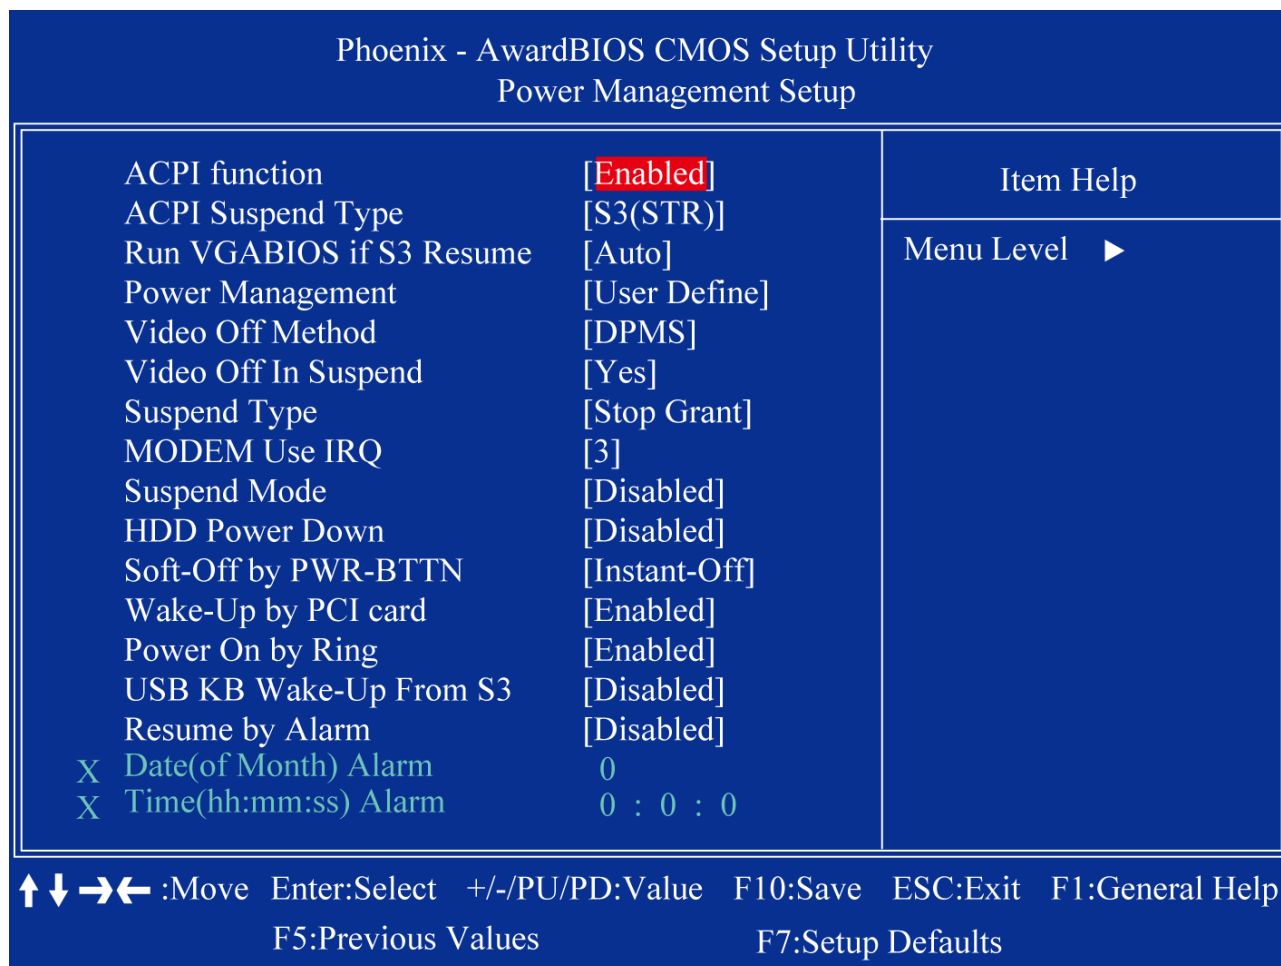 Phoenix - AwardBIOS CMOS Setup Utility
Power Management Setup
ACPI function [Enabled]
ACPI Suspend Type [S3(STR)]
Run VGABIOS if S3 Resume [Auto]
Power Management [User Define]
Video Off Method [DPMS]
Video Off In Suspend [Yes]
Suspend Type [Stop Grant]
MODEM Use IRQ [3]
Suspend Mode [Disabled]
HDD Power Down [Disabled]
Soft-Off by PWR-BTTN [Instant-Off]
Wake-Up by PCI card [Enabled]
Power On by Ring [Enabled]
USB KB Wake-Up From S3 [Disabled]
Resume by Alarm [Disabled]
X Date(of Month) Alarm 0
X Time(hh:mm:ss) Alarm 0 : 0 : 0
Item Help
Menu Level ▶
↑↓→← :Move Enter:Select +/-/PU/PD:Value F10:Save ESC:Exit F1:General Help
F5:Previous Values F7:Setup Defaults